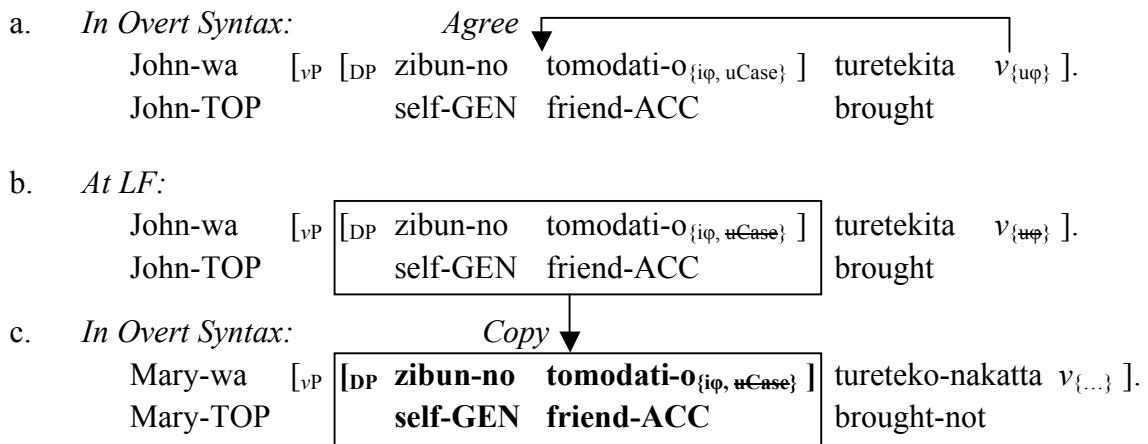 a. In Overt Syntax: Agree
John-wa [vP [DP zibun-no tomodati-o{iφ, uCase} ] turetekita v{uφ} ].
John-TOP self-GEN friend-ACC brought
b. At LF:
John-wa [vP [DP zibun-no tomodati-o{iφ, uCase} ] turetekita v{uφ} ].
John-TOP self-GEN friend-ACC brought
c. In Overt Syntax: Copy
Mary-wa [vP [DP zibun-no tomodati-o{iφ, uCase} ] tureteko-nakatta v{…} ].
Mary-TOP self-GEN friend-ACC brought-not